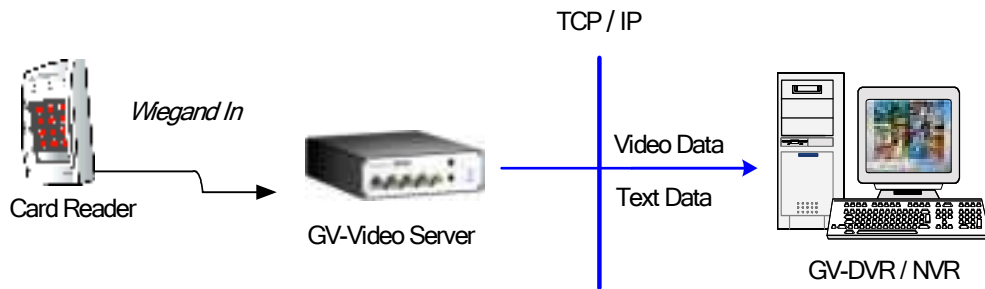 TCP / IP
Wiegand In
Video Data
Text Data
Card Reader
GV-Video Server
GV-DVR / NVR